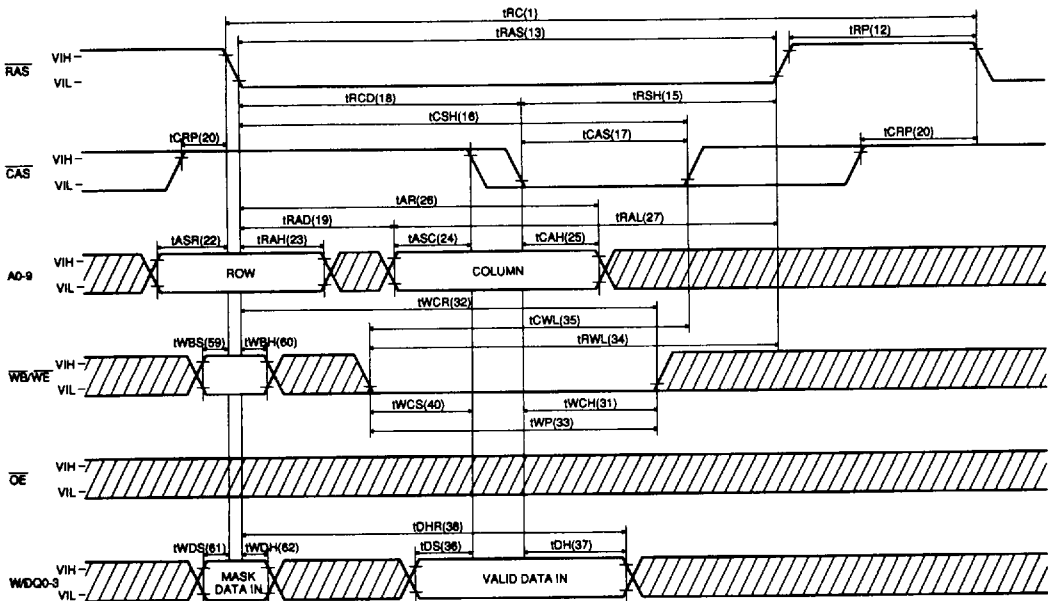 tRC(1)
tRAS(13)
tRP(12)
RAS
VIH
VIL
tRCD(18)
tRSH(15)
tCSH(16)
tCRP(20)
tCAS(17)
tCRP(20)
CAS
VIH
VIL
tAR(26)
tRAD(19)
tRAL(27)
tASR(22)
tRAH(23)
tASC(24)
tCAH(25)
A0-9
VIH
VIL
ROW
COLUMN
tWCR(32)
tCWL(35)
tWBS(59)
tWBH(60)
tRWL(34)
WB/WE
VIH
VIL
tWCS(40)
tWCH(31)
tWP(33)
OE
VIH
VIL
tDHR(38)
tWDS(61)
tWDH(62)
tDS(36)
tDH(37)
W/DQ0-3
VIH
VIL
MASK
DATA IN
VALID DATA IN